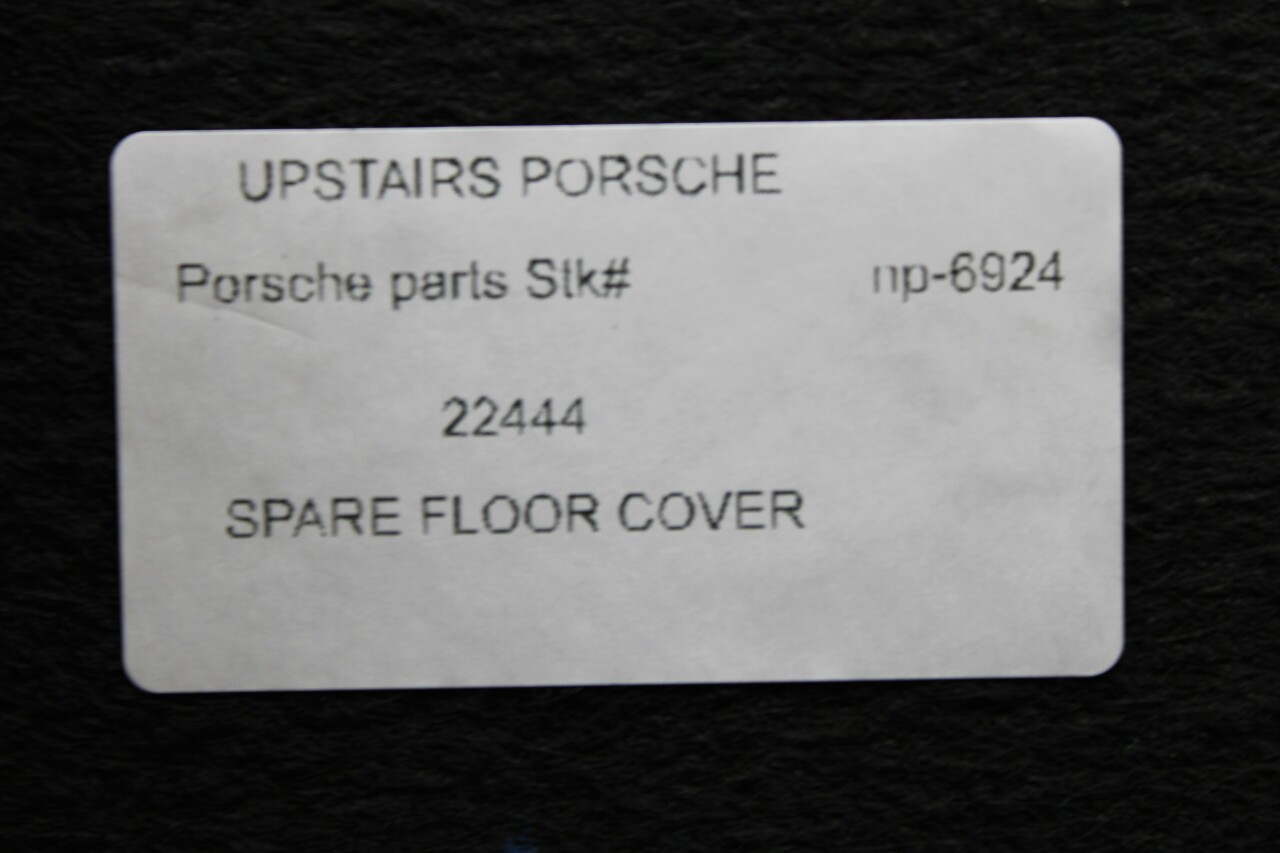 UPSTAIRS PORSCHE
Porsche parts Stk# np-6924
22444
SPARE FLOOR COVER